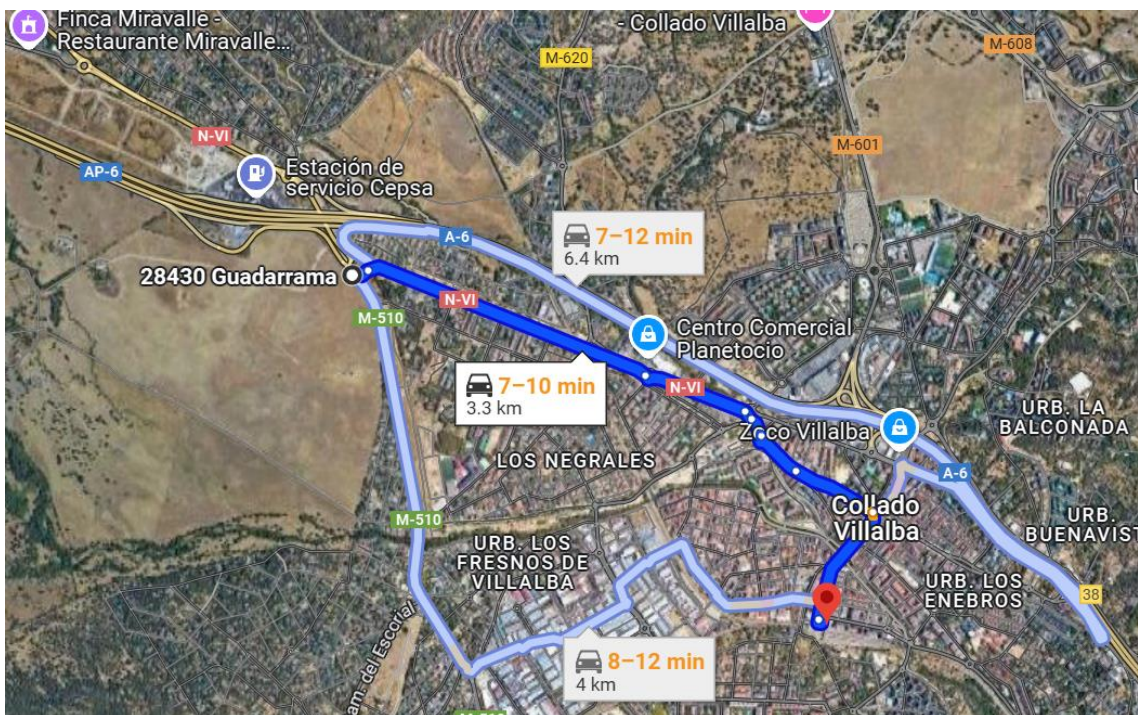 Finca Miravalle -
Restaurante Miravalle...
- Collado Villalba
M-608
M-620
N-VI
M-601
AP-6
Estación de
servicio Cepsa
A-6
7–12 min
6.4 km
28430 Guadarrama
N-VI
M-510
Centro Comercial
Planetocio
7–10 min
3.3 km
N-VI
URB. LA
BALCONADA
Zoco Villalba
LOS NEGRALES
A-6
M-510
Collado
Villalba
URB.
BUENAVIST
URB. LOS
FRESNOS DE
VILLALBA
URB. LOS
ENEBROS
38
am. del Escorial
8–12 min
4 km